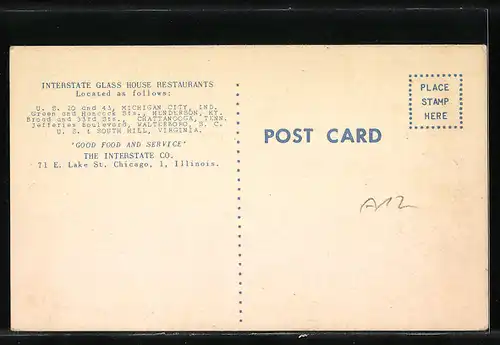 INTERSTATE GLASS HOUSE RESTAURANTS
Located as follows:
U. S. 20 and 43, MICHIGAN CITY, IND.
Green and Hancock Sts., HENDERSON, KY.
Broad and 33rd Sts., CHATTANOOGA, TENN.
Jefferies Boulevard, WALTERBORO, S. C.
U. S. 1 SOUTH HILL, VIRGINIA.
"GOOD FOOD AND SERVICE"
THE INTERSTATE CO.
71 E. Lake St. Chicago, 1, Illinois.
POST CARD
PLACE
STAMP
HERE
A12